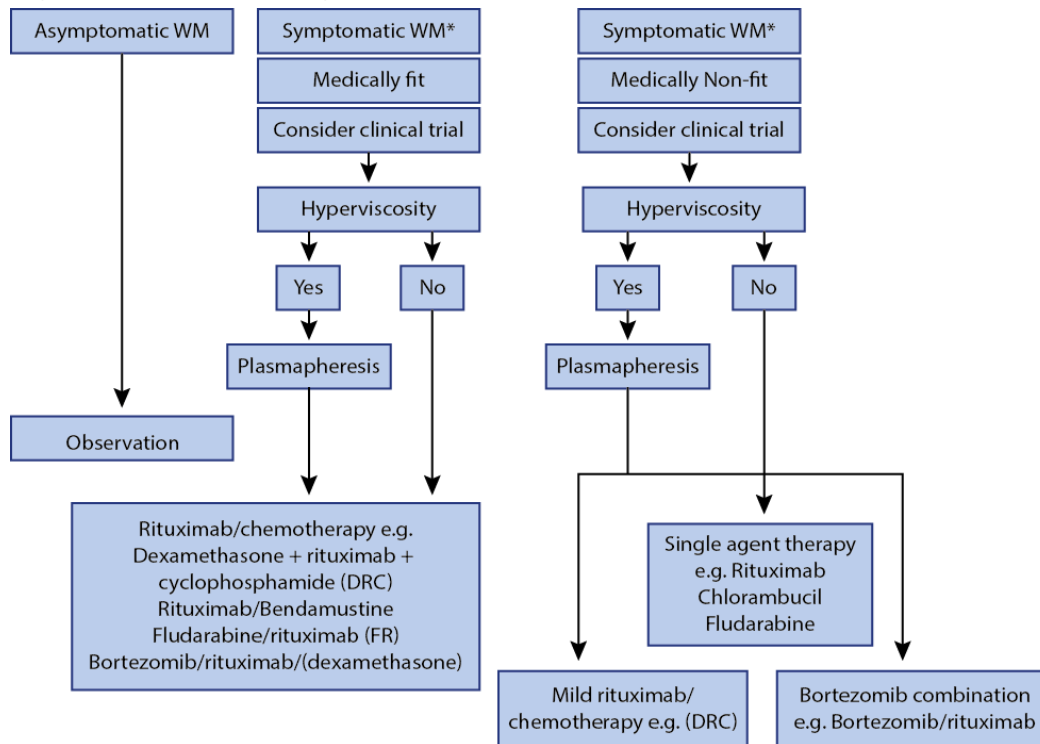 Asymptomatic WM
Observation
Symptomatic WM*
Medically fit
Consider clinical trial
Hyperviscosity
Yes
No
Plasmapheresis
Rituximab/chemotherapy e.g.
Dexamethasone + rituximab +
cyclophosphamide (DRC)
Rituximab/Bendamustine
Fludarabine/rituximab (FR)
Bortezomib/rituximab/(dexamethasone)
Symptomatic WM*
Medically Non-fit
Consider clinical trial
Hyperviscosity
Yes
No
Plasmapheresis
Single agent therapy
e.g. Rituximab
Chlorambucil
Fludarabine
Mild rituximab/
chemotherapy e.g. (DRC)
Bortezomib combination
e.g. Bortezomib/rituximab